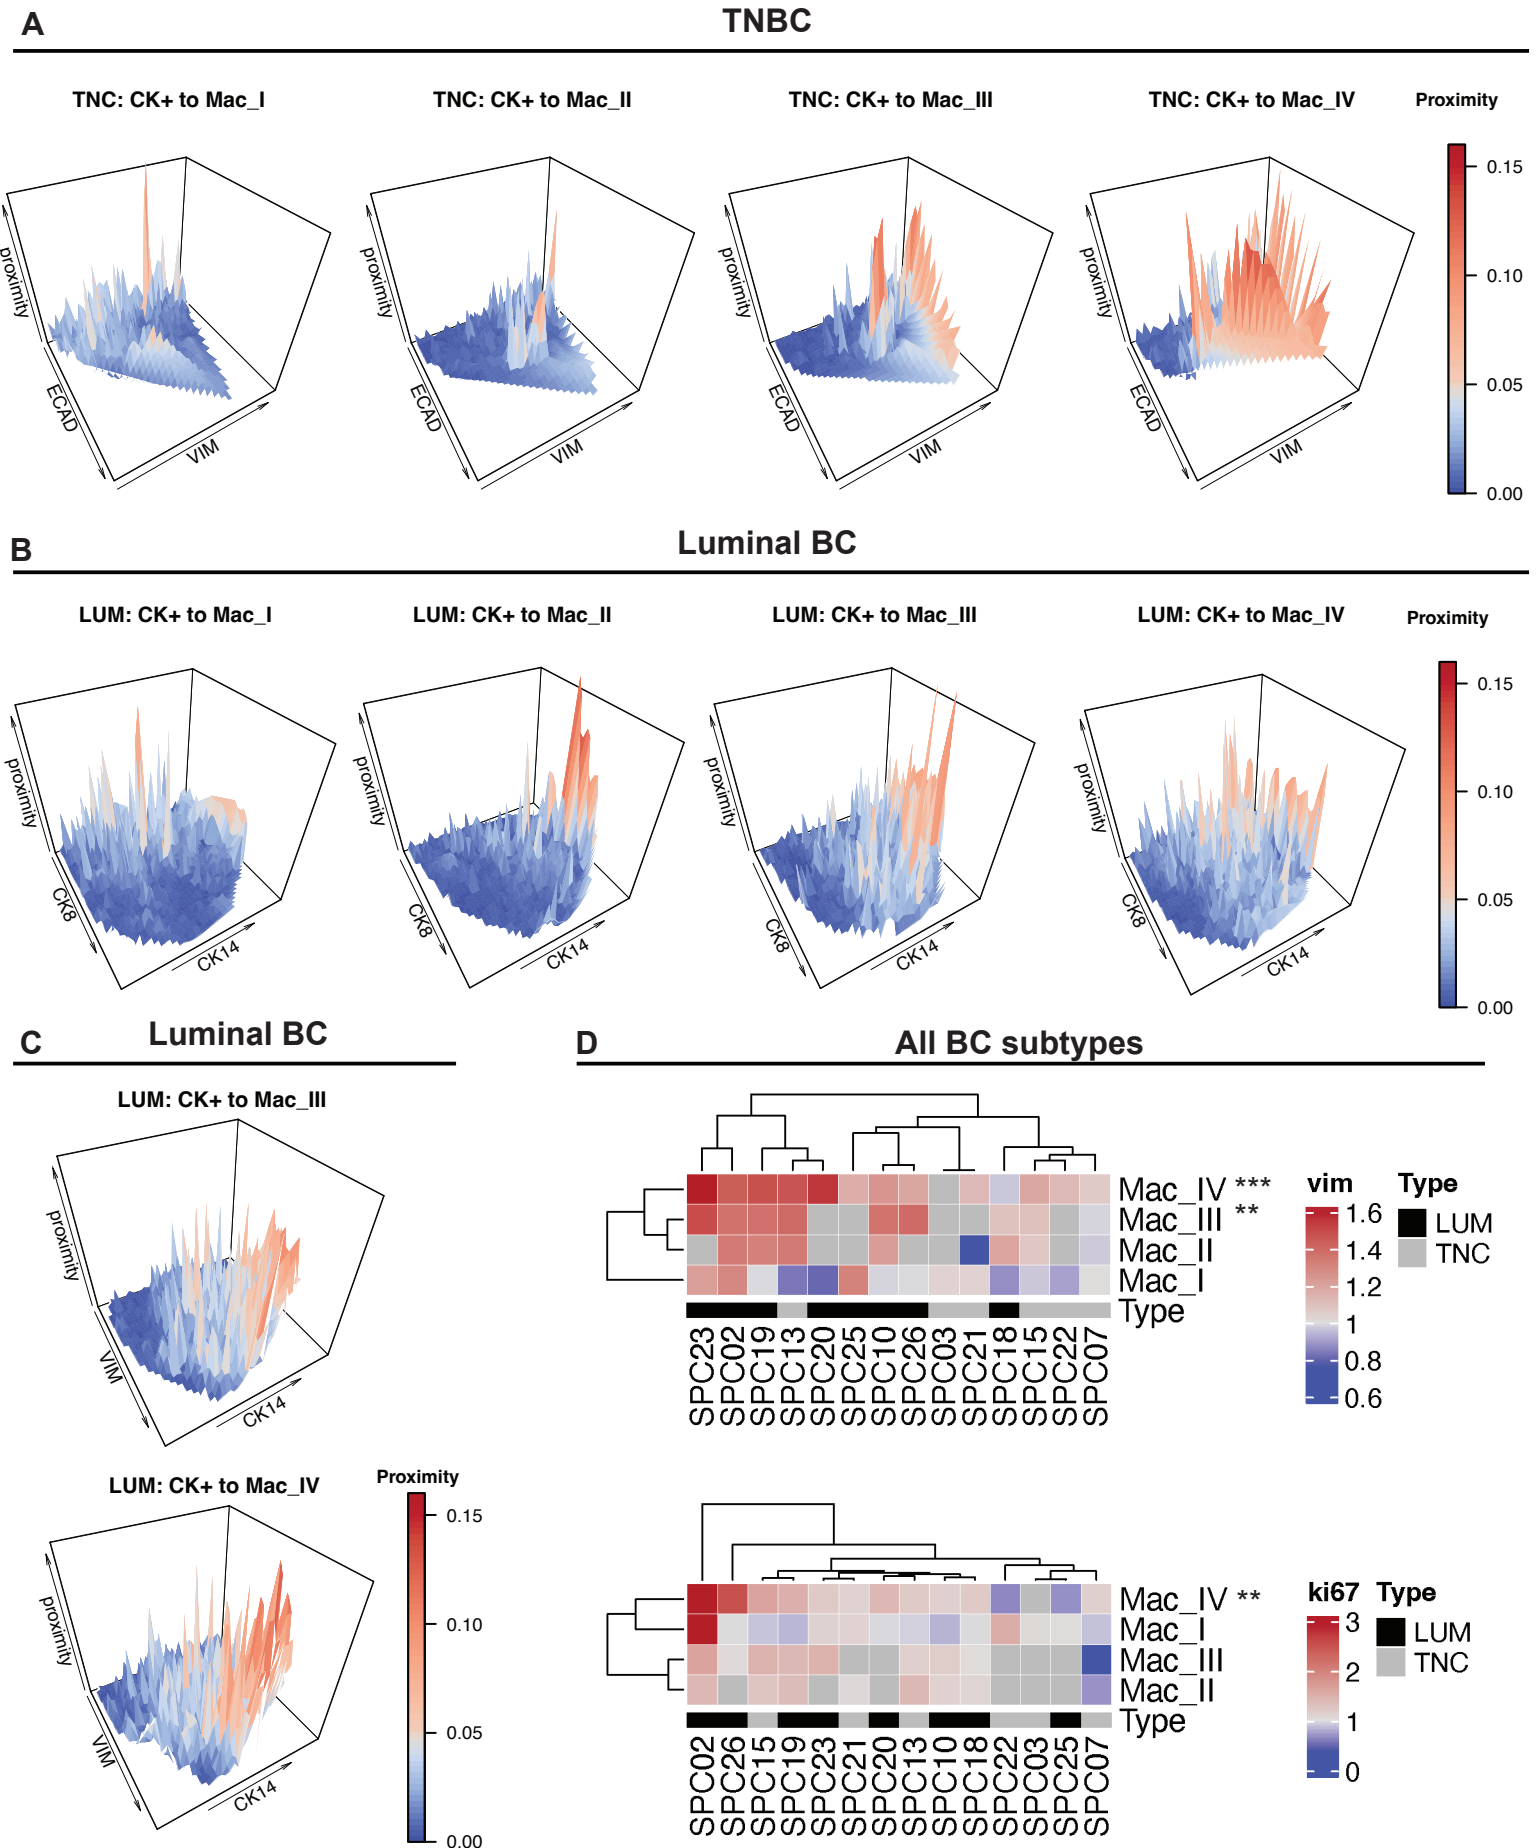 A
TNBC
TNC: CK+ to Mac_I
TNC: CK+ to Mac_II
TNC: CK+ to Mac_III
TNC: CK+ to Mac_IV
Proximity
proximity
ECAD
VIM
proximity
ECAD
VIM
proximity
ECAD
VIM
proximity
ECAD
VIM
0.15
0.10
0.05
0.00
B
Luminal BC
LUM: CK+ to Mac_I
LUM: CK+ to Mac_II
LUM: CK+ to Mac_III
LUM: CK+ to Mac_IV
Proximity
proximity
CK8
CK14
proximity
CK8
CK14
proximity
CK8
CK14
proximity
CK8
CK14
0.15
0.10
0.05
0.00
C
Luminal BC
LUM: CK+ to Mac_III
proximity
VIM
CK14
LUM: CK+ to Mac_IV
proximity
VIM
CK14
Proximity
0.15
0.10
0.05
0.00
D
All BC subtypes
Mac_IV ***
Mac_III **
Mac_II
Mac_I
Type
SPC23
SPC02
SPC19
SPC13
SPC20
SPC25
SPC10
SPC26
SPC03
SPC21
SPC18
SPC15
SPC22
SPC07
vim
1.6
1.4
1.2
1
0.8
0.6
Type
LUM
TNC
Mac_IV **
Mac_I
Mac_III
Mac_II
Type
SPC02
SPC26
SPC15
SPC19
SPC23
SPC21
SPC20
SPC13
SPC10
SPC18
SPC22
SPC03
SPC25
SPC07
ki67
3
2
1
0
Type
LUM
TNC